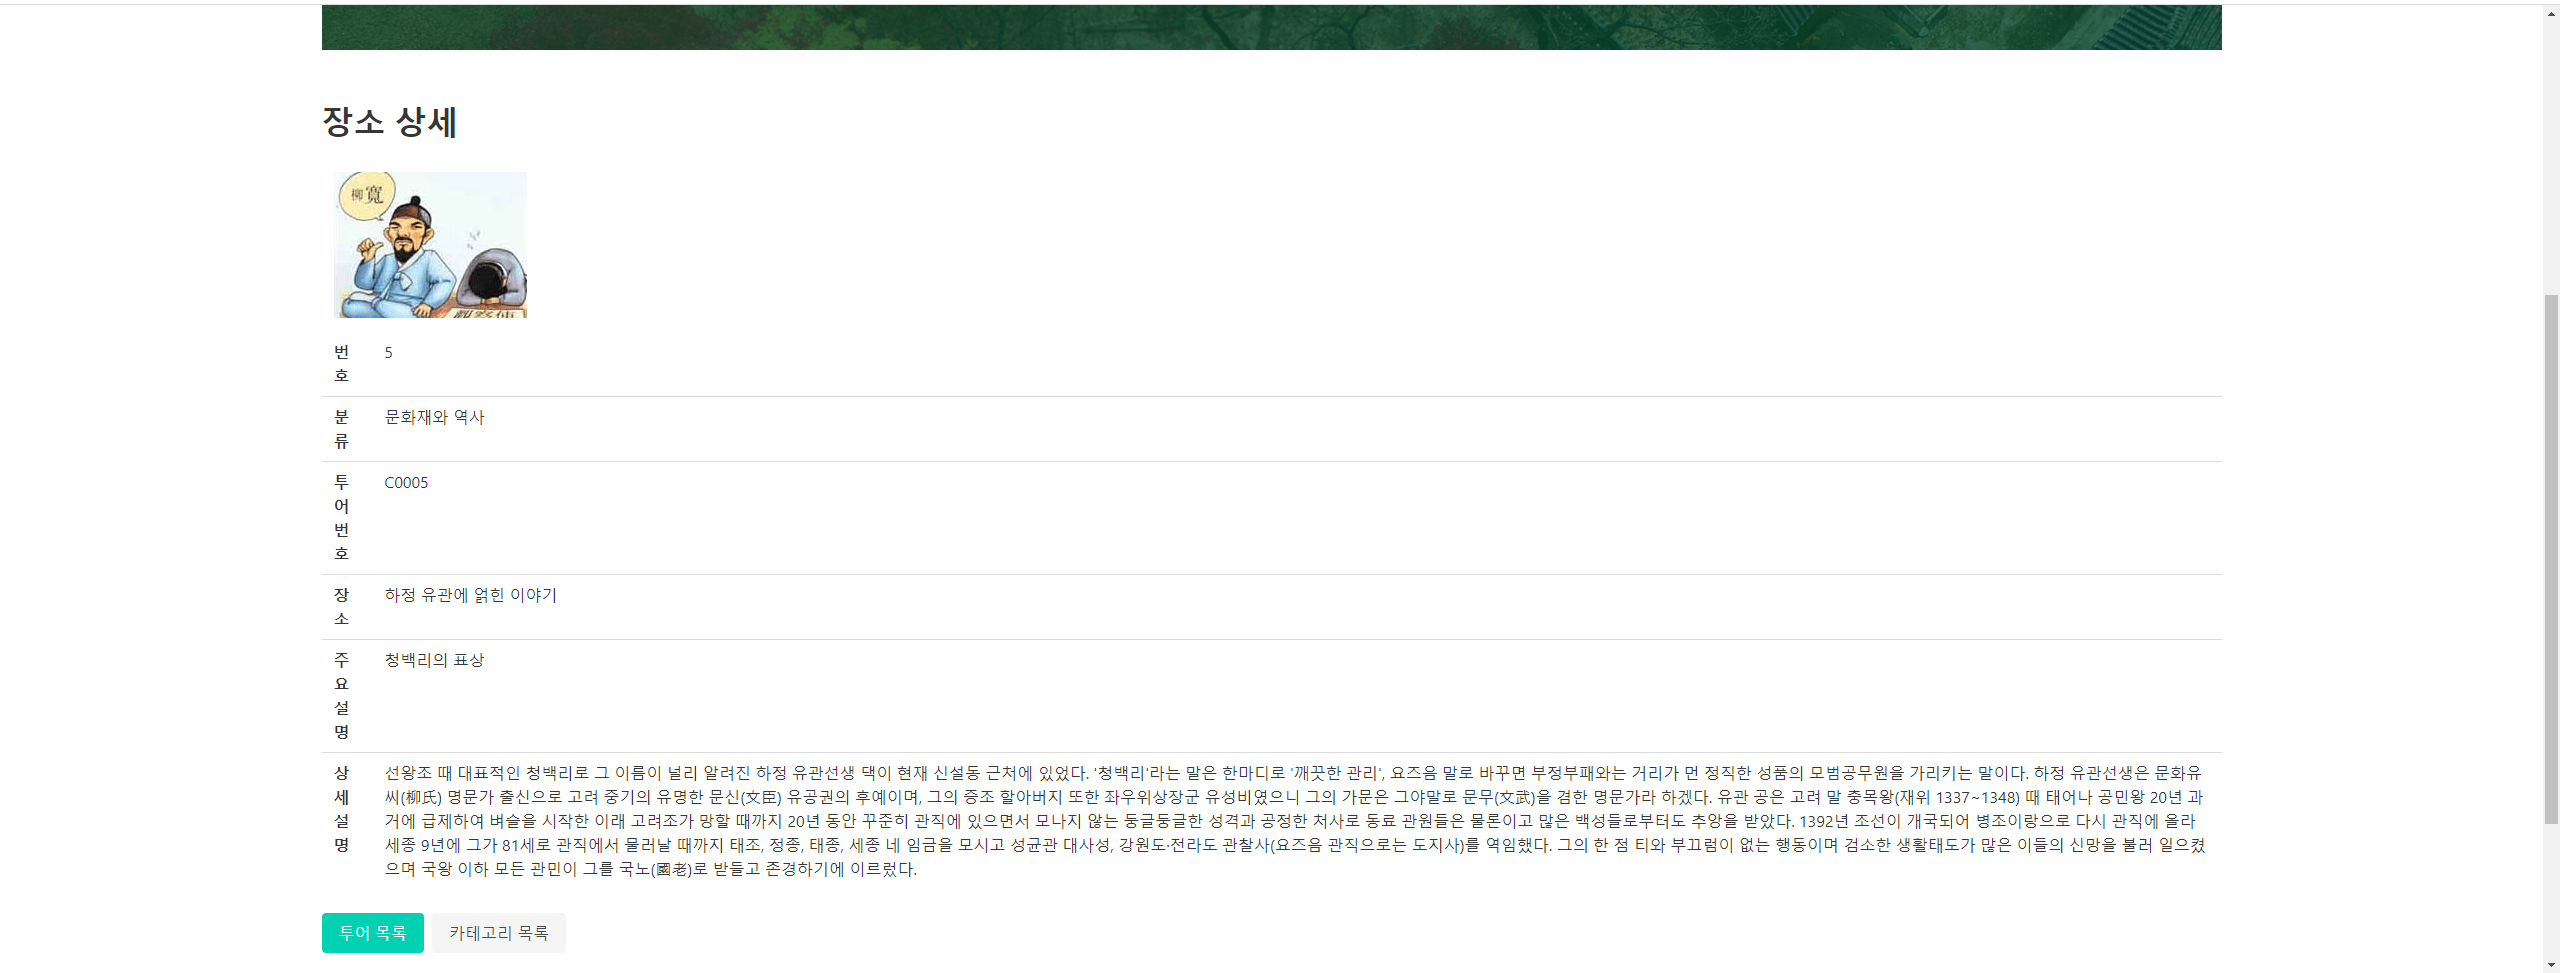 장소 상세
柳寬
번
호
5
분
류
문화재와 역사
투
어
번
호
C0005
장
소
하정 유관에 얽힌 이야기
주
요
설
명
청백리의 표상
상
세
설
명
선왕조 때 대표적인 청백리로 그 이름이 널리 알려진 하정 유관선생 댁이 현재 신설동 근처에 있었다. '청백리'라는 말은 한마디로 '깨끗한 관리', 요즈음 말로 바꾸면 부정부패와는 거리가 먼 정직한 성품의 모범공무원을 가리키는 말이다. 하정 유관선생은 문화유
씨(柳氏) 명문가 출신으로 고려 중기의 유명한 문신(文臣) 유공권의 후예이며, 그의 증조 할아버지 또한 좌우위상장군 유성비였으니 그의 가문은 그야말로 문무(文武)을 겸한 명문가라 하겠다. 유관 공은 고려 말 충목왕(재위 1337~1348) 때 태어나 공민왕 20년 과
거에 급제하여 벼슬을 시작한 이래 고려조가 망할 때까지 20년 동안 꾸준히 관직에 있으면서 모나지 않는 둥글둥글한 성격과 공정한 처사로 동료 관원들은 물론이고 많은 백성들로부터도 추앙을 받았다. 1392년 조선이 개국되어 병조이랑으로 다시 관직에 올라
세종 9년에 그가 81세로 관직에서 물러날 때까지 태조, 정종, 태종, 세종 네 임금을 모시고 성균관 대사성, 강원도·전라도 관찰사(요즈음 관직으로는 도지사)를 역임했다. 그의 한 점 티와 부끄럼이 없는 행동이며 검소한 생활태도가 많은 이들의 신망을 불러 일으켰
으며 국왕 이하 모든 관민이 그를 국노(國老)로 받들고 존경하기에 이르렀다.
투어 목록
카테고리 목록